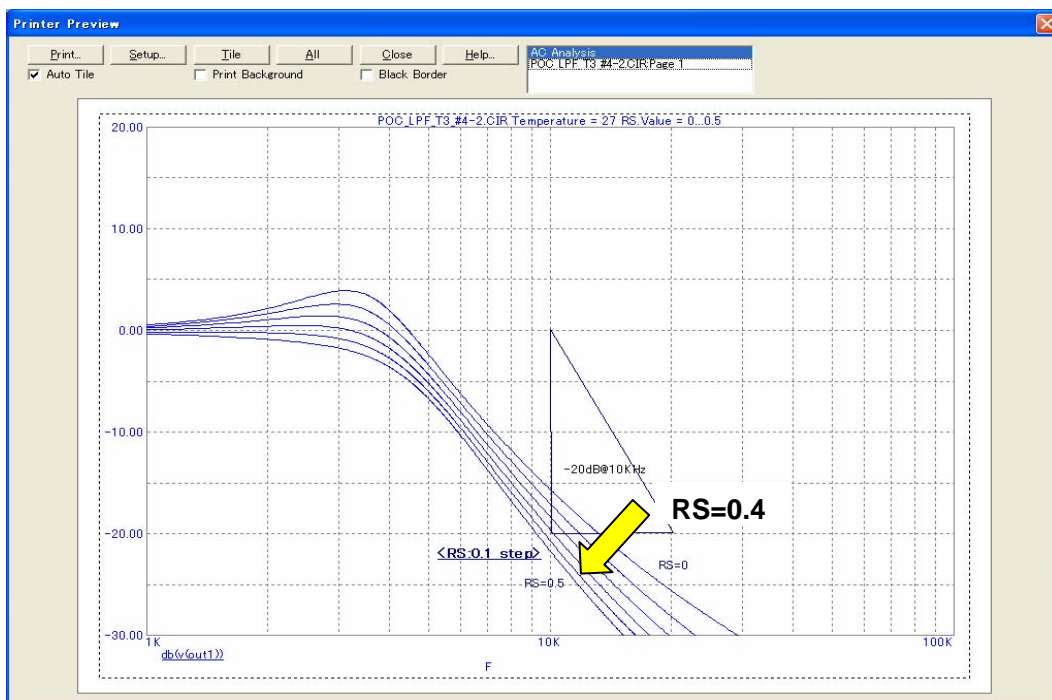 Printer Preview
Print... Setup... Tile All Close Help...
AC Analysis
POC_LPF_T3_#4-2.CIR:Page 1
Auto Tile Print Background Black Border
POC_LPF_T3_#4-2.CIR Temperature = 27 RS.Value = 0...0.5
20.00
10.00
0.00
-10.00
-20dB@10KHz
RS=0.4
-20.00
<RS:0.1 step>
RS=0
RS=0.5
-30.00
1K 10K 100K
db(v(out1))
F